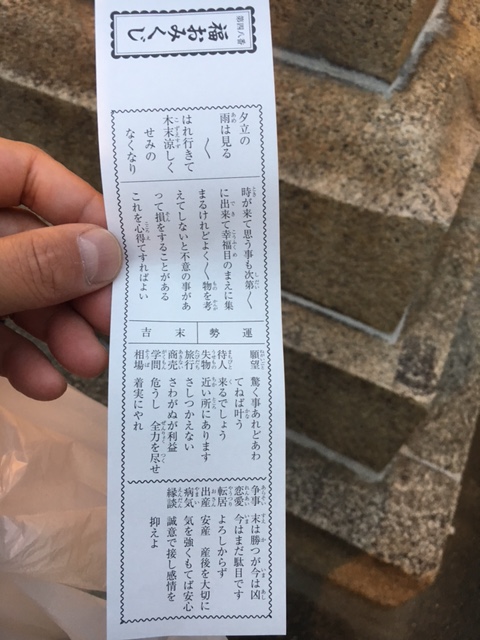 第四八番
福おみくじ
夕立の
雨は見る
〳〵
はれ行きて
木末涼しく
せみの
なくなり
時が来て思う事も次第〳〵
に出来て幸福目のまえに集
まるけれどよく〳〵物を考
えてしないと不意の事があ
って損をすることがある
これを心得てすればよい
運勢 末吉
願望 驚く事あれどあわ
てねば叶う
待人 来るでしょう
失物 近い所にあります
旅行 さしつかえない
商売 さわがぬが利益
学問 危うし 全力を尽せ
相場 着実にやれ
争事 末は勝つが今は凶
恋愛 今はまだ駄目です
転居 よろしからず
出産 安産 産後を大切に
病気 気を強くもてば安心
縁談 誠意で接し感情を
抑えよ